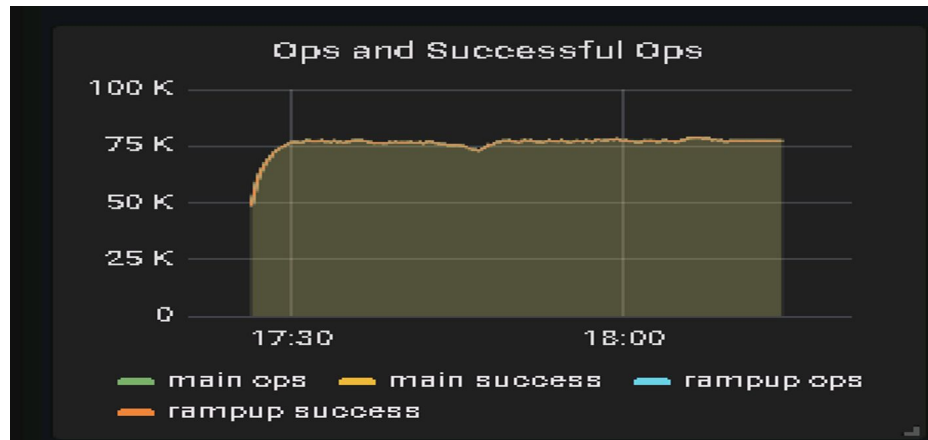 Ops and Successful Ops
100 K
75 K
50 K
25 K
0
17:30 18:00
main ops main success rampup ops
rampup success